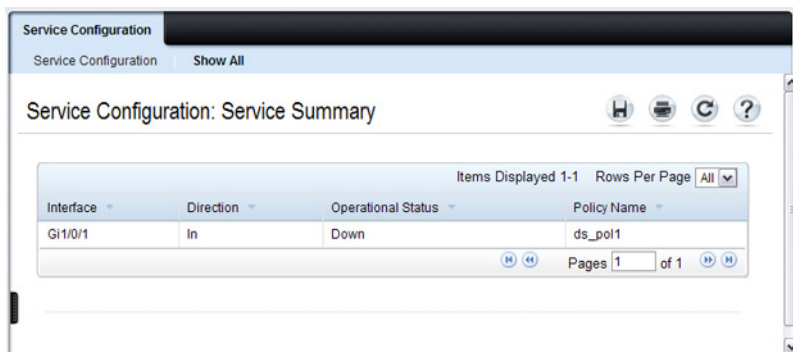 Service Configuration
Service Configuration Show All
Service Configuration: Service Summary
Items Displayed 1-1 Rows Per Page All
Interface Direction Operational Status Policy Name
Gi1/0/1 In Down ds_pol1
Pages 1 of 1